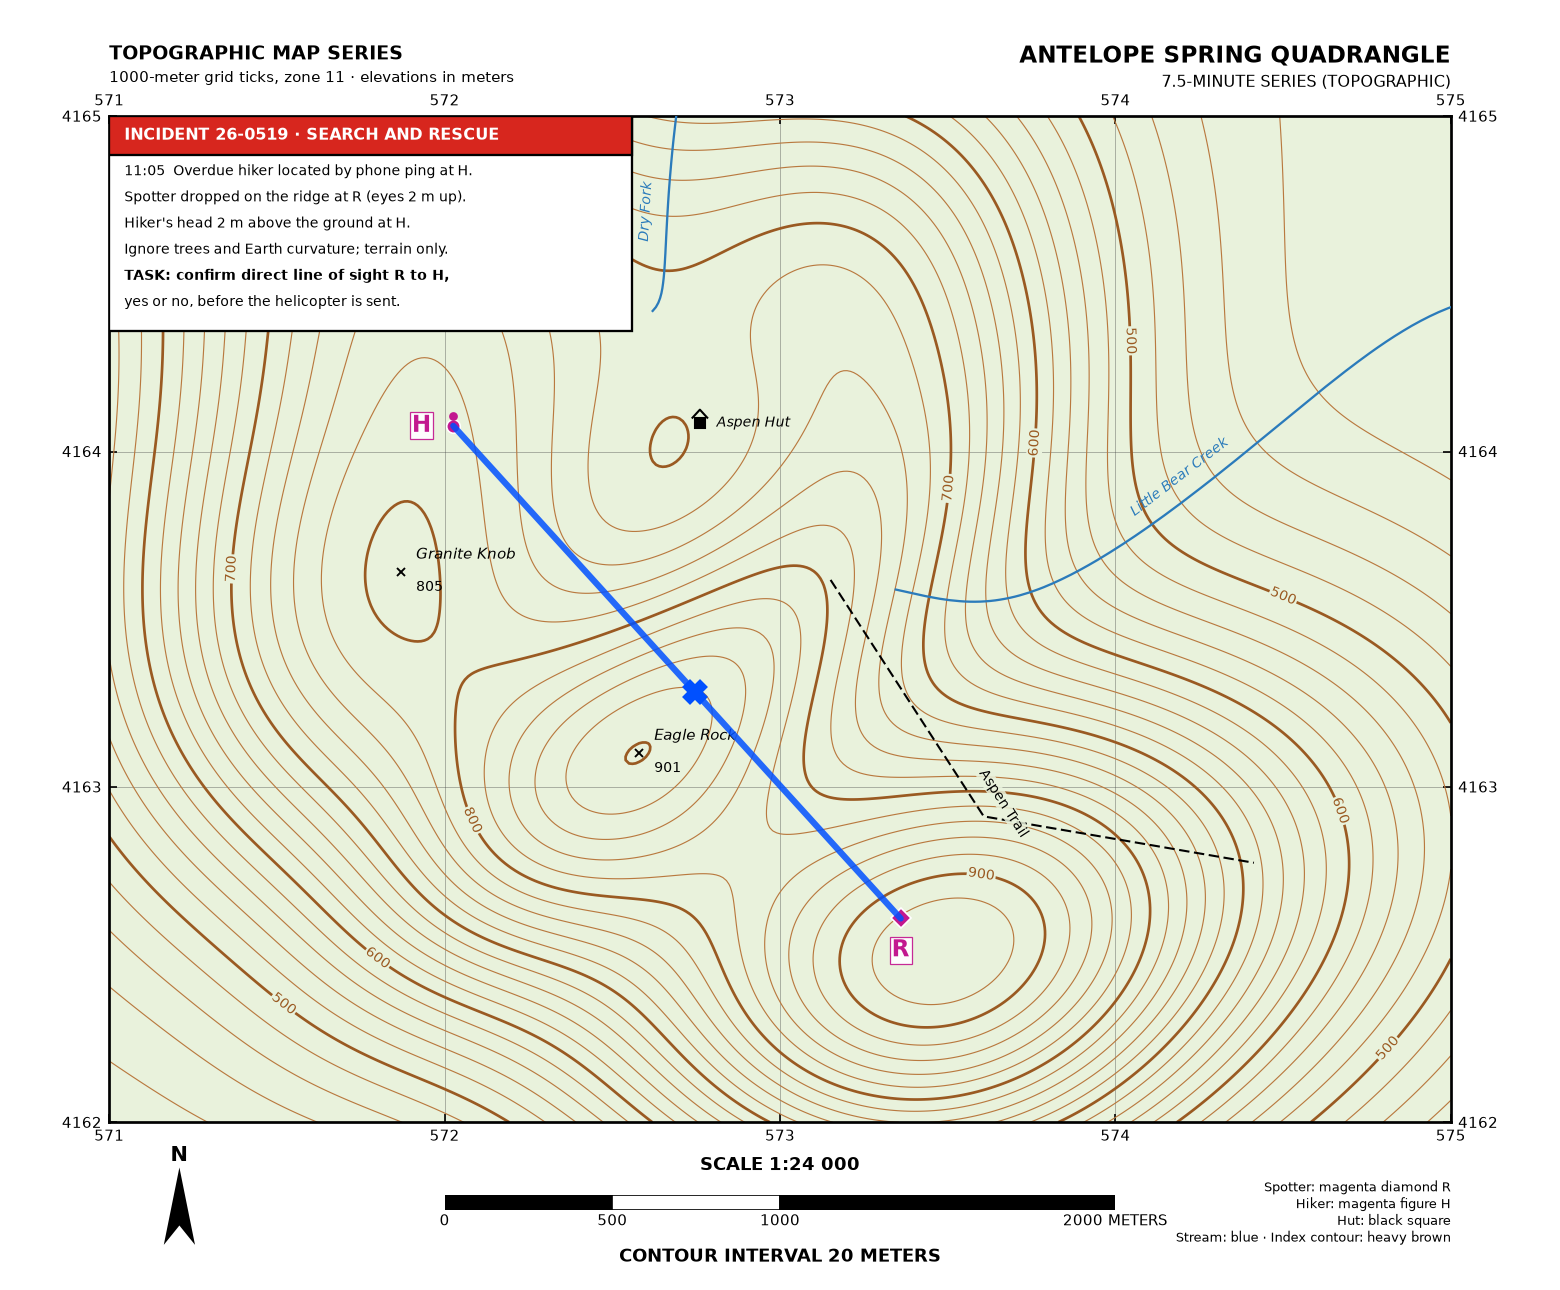 TOPOGRAPHIC MAP SERIES
1000-meter grid ticks, zone 11 · elevations in meters
ANTELOPE SPRING QUADRANGLE
7.5-MINUTE SERIES (TOPOGRAPHIC)
571 572 573 574 575
4165 4165
INCIDENT 26-0519 · SEARCH AND RESCUE
11:05 Overdue hiker located by phone ping at H.
Spotter dropped on the ridge at R (eyes 2 m up).
Hiker's head 2 m above the ground at H.
Ignore trees and Earth curvature; terrain only.
TASK: confirm direct line of sight R to H,
yes or no, before the helicopter is sent.
Dry Fork
500
H
Aspen Hut
600
4164 4164
Little Bear Creek
700
Granite Knob
805
700
500
Eagle Rock
901
4163 4163
Aspen Trail
600
800
900
R
600
500
500
4162 4162
571 572 573 574 575
N
SCALE 1:24 000
0 500 1000 2000 METERS
CONTOUR INTERVAL 20 METERS
Spotter: magenta diamond R
Hiker: magenta figure H
Hut: black square
Stream: blue · Index contour: heavy brown